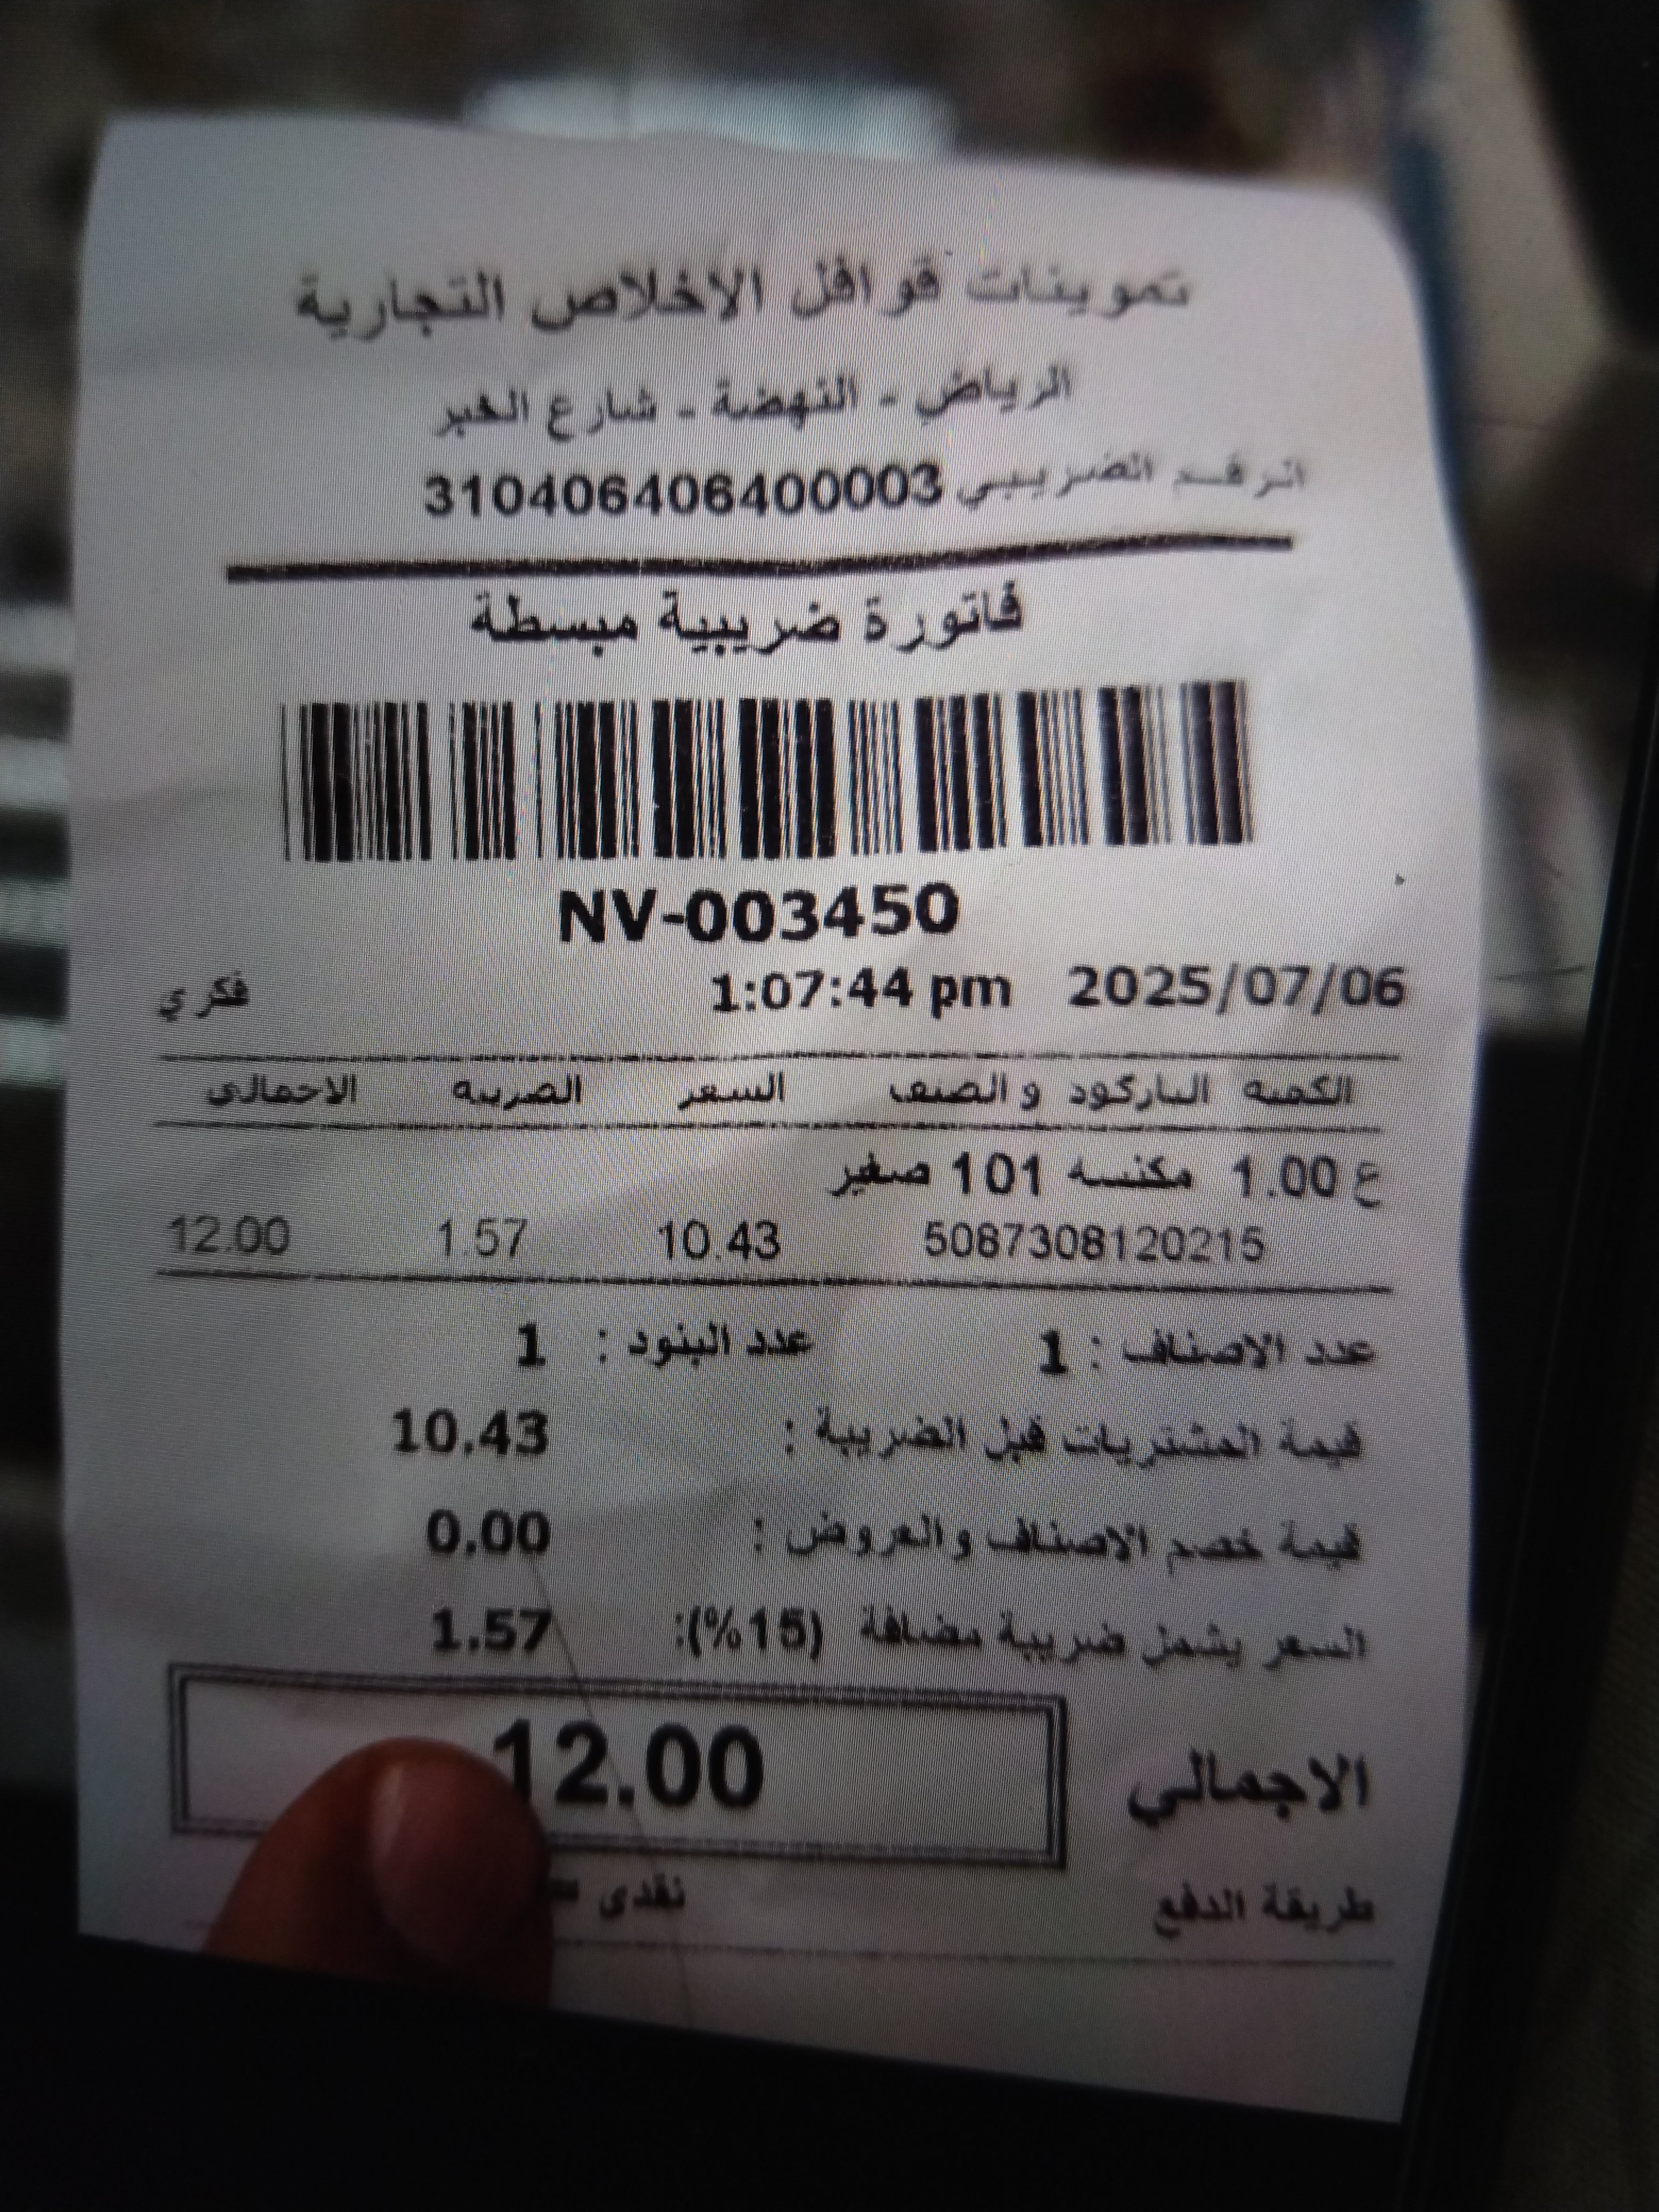 تموينات قوافل الاخلاص التجارية
الرياض - النهضة - شارع الخبر
الرقم الضريبي 310406406400003
فاتورة ضريبية مبسطة
NV-003450
2025/07/06 1:07:44 pm فكري
الكميه الباركود والصنف السعر الضريبه الاجمالى
ع 1.00 مكنسه 101 صغير
5087308120215 10.43 1.57 12.00
عدد الاصناف : 1 عدد البنود : 1
قيمة المشتريات قبل الضريبة : 10.43
قيمة خصم الاصناف والعروض : 0.00
السعر يشمل ضريبة مضافة (15%): 1.57
الاجمالي 12.00
طريقة الدفع نقدى =